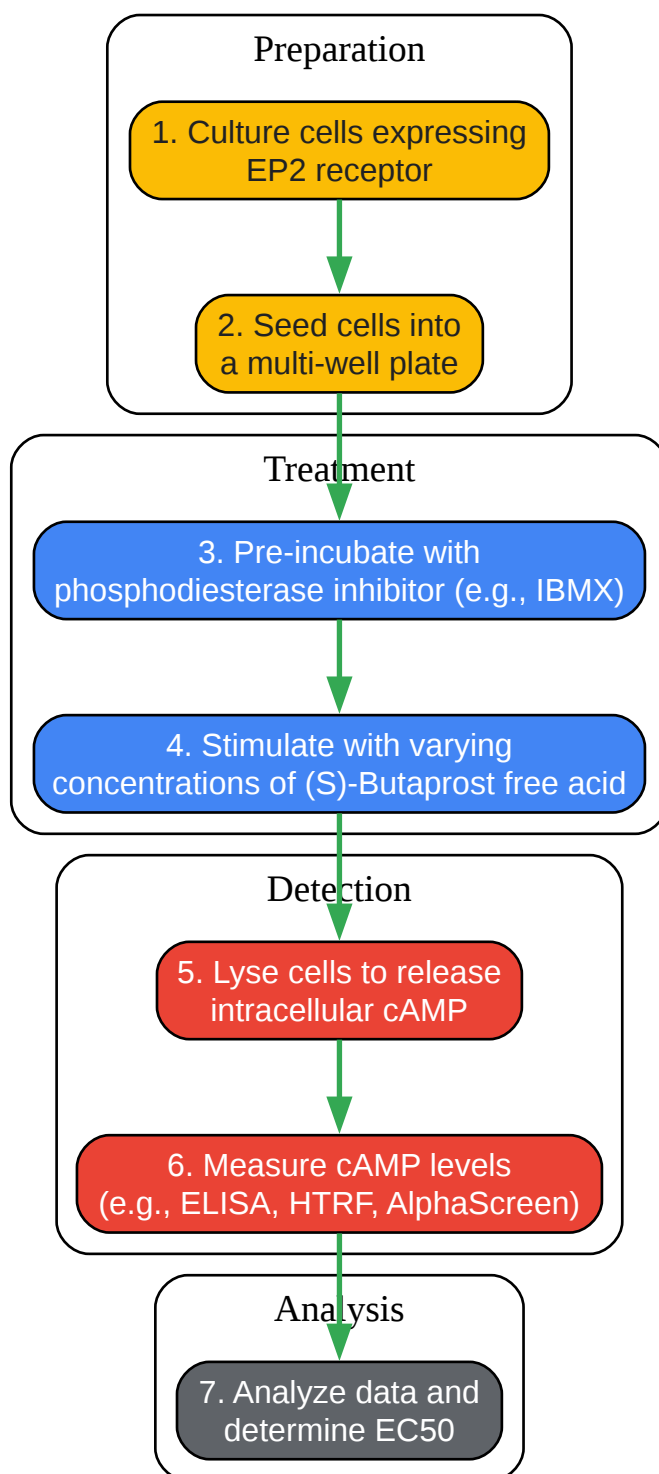 Preparation
1. Culture cells expressing
EP2 receptor
2. Seed cells into
a multi-well plate
Treatment
3. Pre-incubate with
phosphodiesterase inhibitor (e.g., IBMX)
4. Stimulate with varying
concentrations of (S)-Butaprost free acid
Detection
5. Lyse cells to release
intracellular cAMP
6. Measure cAMP levels
(e.g., ELISA, HTRF, AlphaScreen)
Analysis
7. Analyze data and
determine EC50